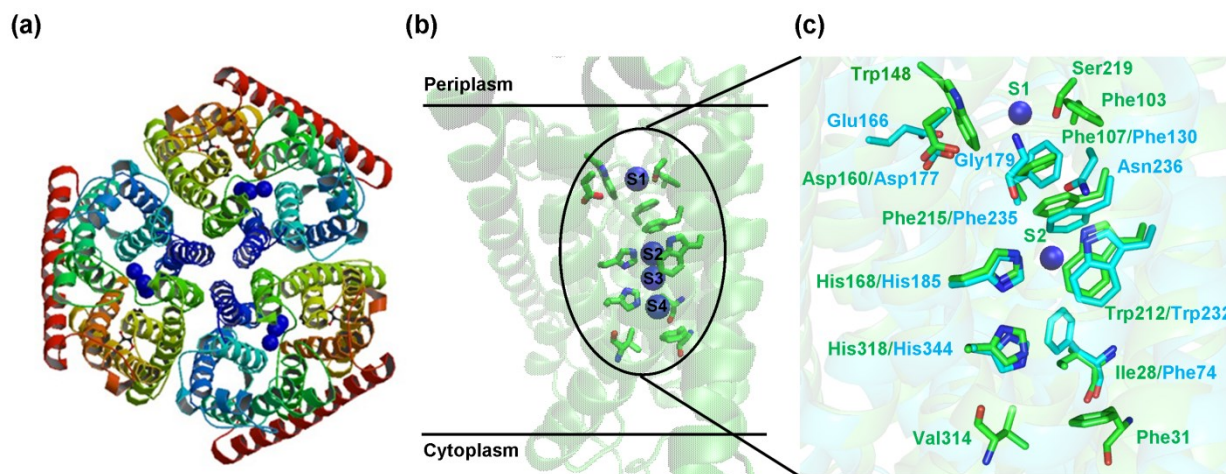 (a)
(b)
(c)
Periplasm
S1
S2
S3
S4
Cytoplasm
Trp148
Ser219
S1
Phe103
Glu166
Phe107/Phe130
Gly179
Asn236
Asp160/Asp177
Phe215/Phe235
S2
His168/His185
Trp212/Trp232
His318/His344
Ile28/Phe74
Val314
Phe31